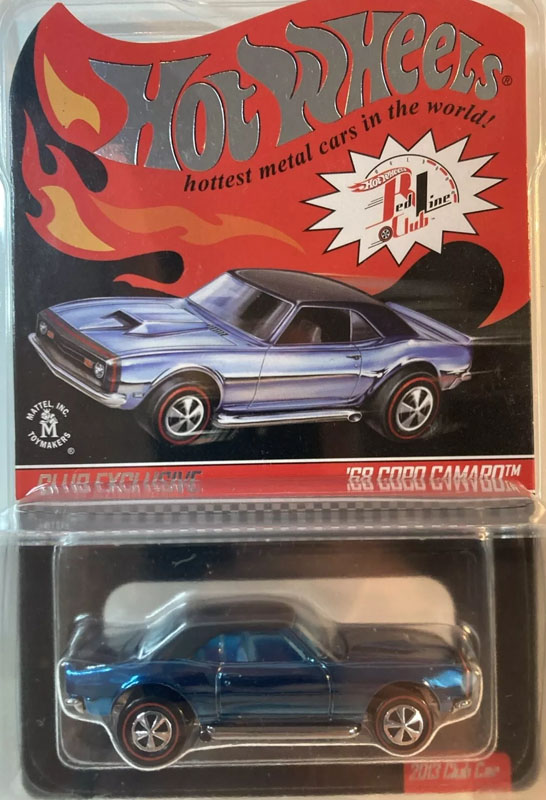 Hot Wheels®
hottest metal cars in the world!
Hot Wheels
Red Line
Club™
MATTEL, INC.
M
TOYMAKERS
®
CLUB EXCLUSIVE
'68 COPO CAMARO™
2013 Club Car